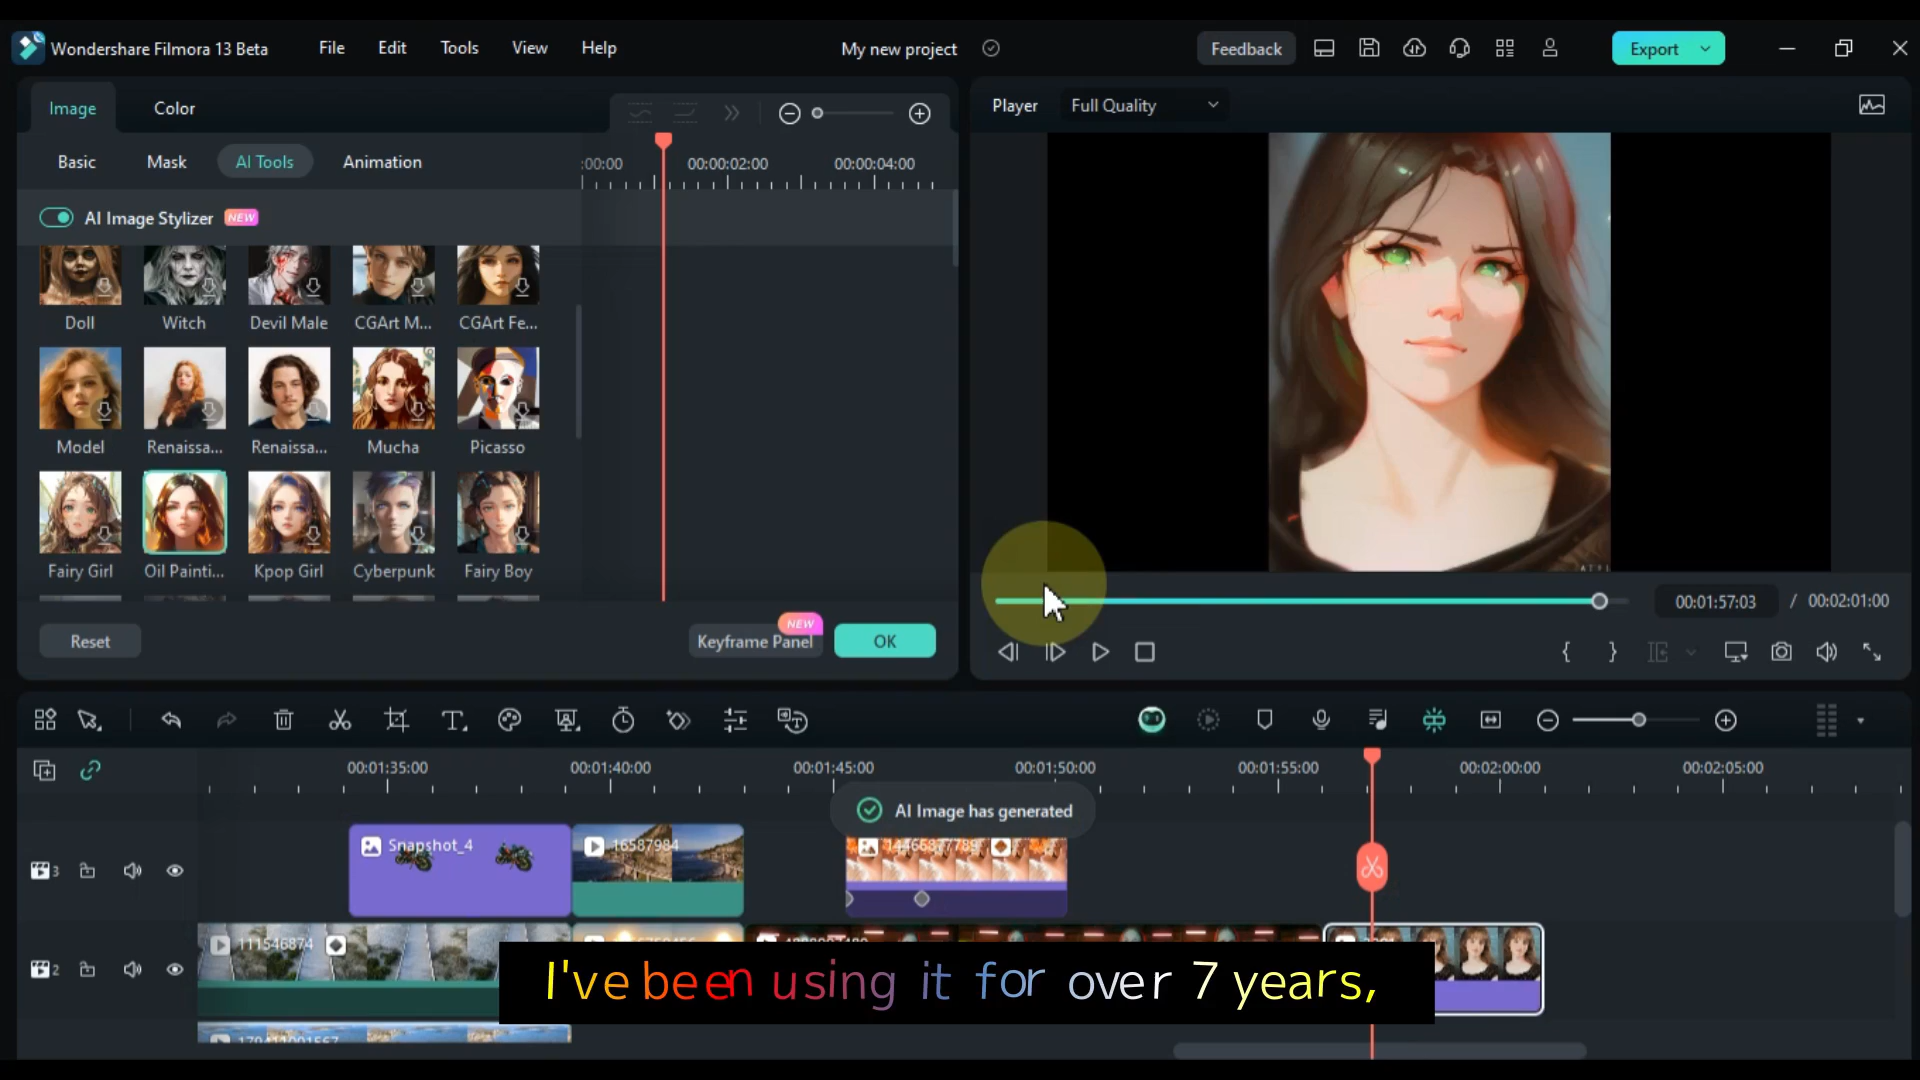 Wondershare Filmora 13 Beta File Edit Tools View Help My new project Feedback Export
Image Color
Player Full Quality
Basic Mask AI Tools Animation
:00:00 00:00:02:00 00:00:04:00
AI Image Stylizer NEW
Doll Witch Devil Male CGArt M... CGArt Fe...
Model Renaissa... Renaissa... Mucha Picasso
Fairy Girl Oil Painti... Kpop Girl Cyberpunk Fairy Boy
00:01:57:03 / 00:02:01:00
NEW
Reset Keyframe Panel OK
00:01:35:00 00:01:40:00 00:01:45:00 00:01:50:00 00:01:55:00 00:02:00:00 00:02:05:00
AI Image has generated
Snapshot_4 16587984
3
111546874
2
I've been using it for over 7 years,